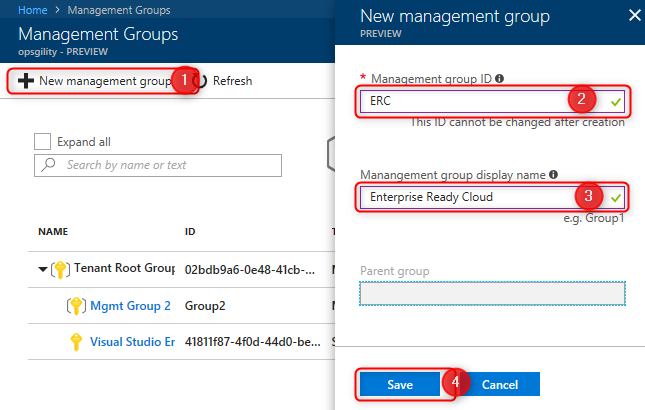 Home > Management Groups
Management Groups
opsgility - PREVIEW
New management group
1
Refresh
Expand all
Search by name or text
NAME ID T
Tenant Root Group 02bdb9a6-0e48-41cb-...
Mgmt Group 2 Group2
Visual Studio En 41811f87-4f0d-44d0-be...
New management group
PREVIEW
* Management group ID
ERC
2
This ID cannot be changed after creation
Manangement group display name
Enterprise Ready Cloud
3
e.g. Group1
Parent group
Save
4
Cancel